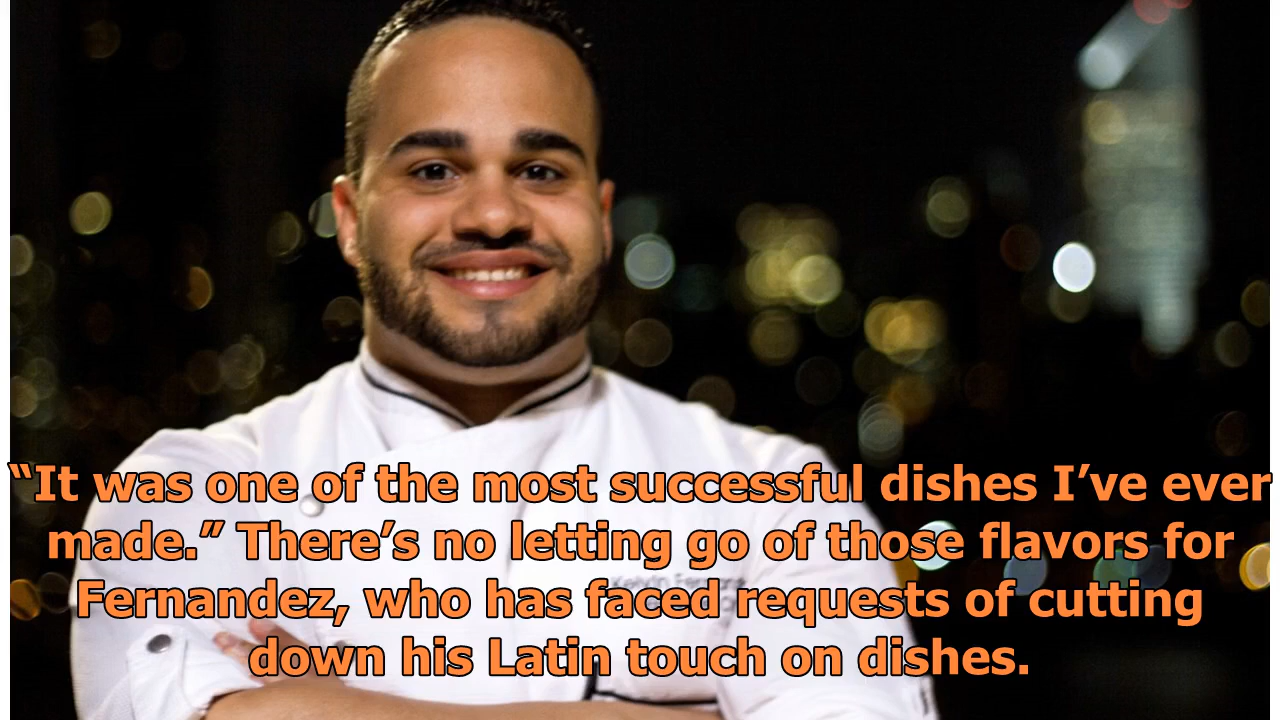 “It was one of the most successful dishes I’ve ever
made.” There’s no letting go of those flavors for
Fernandez, who has faced requests of cutting
down his Latin touch on dishes.
Kelvin